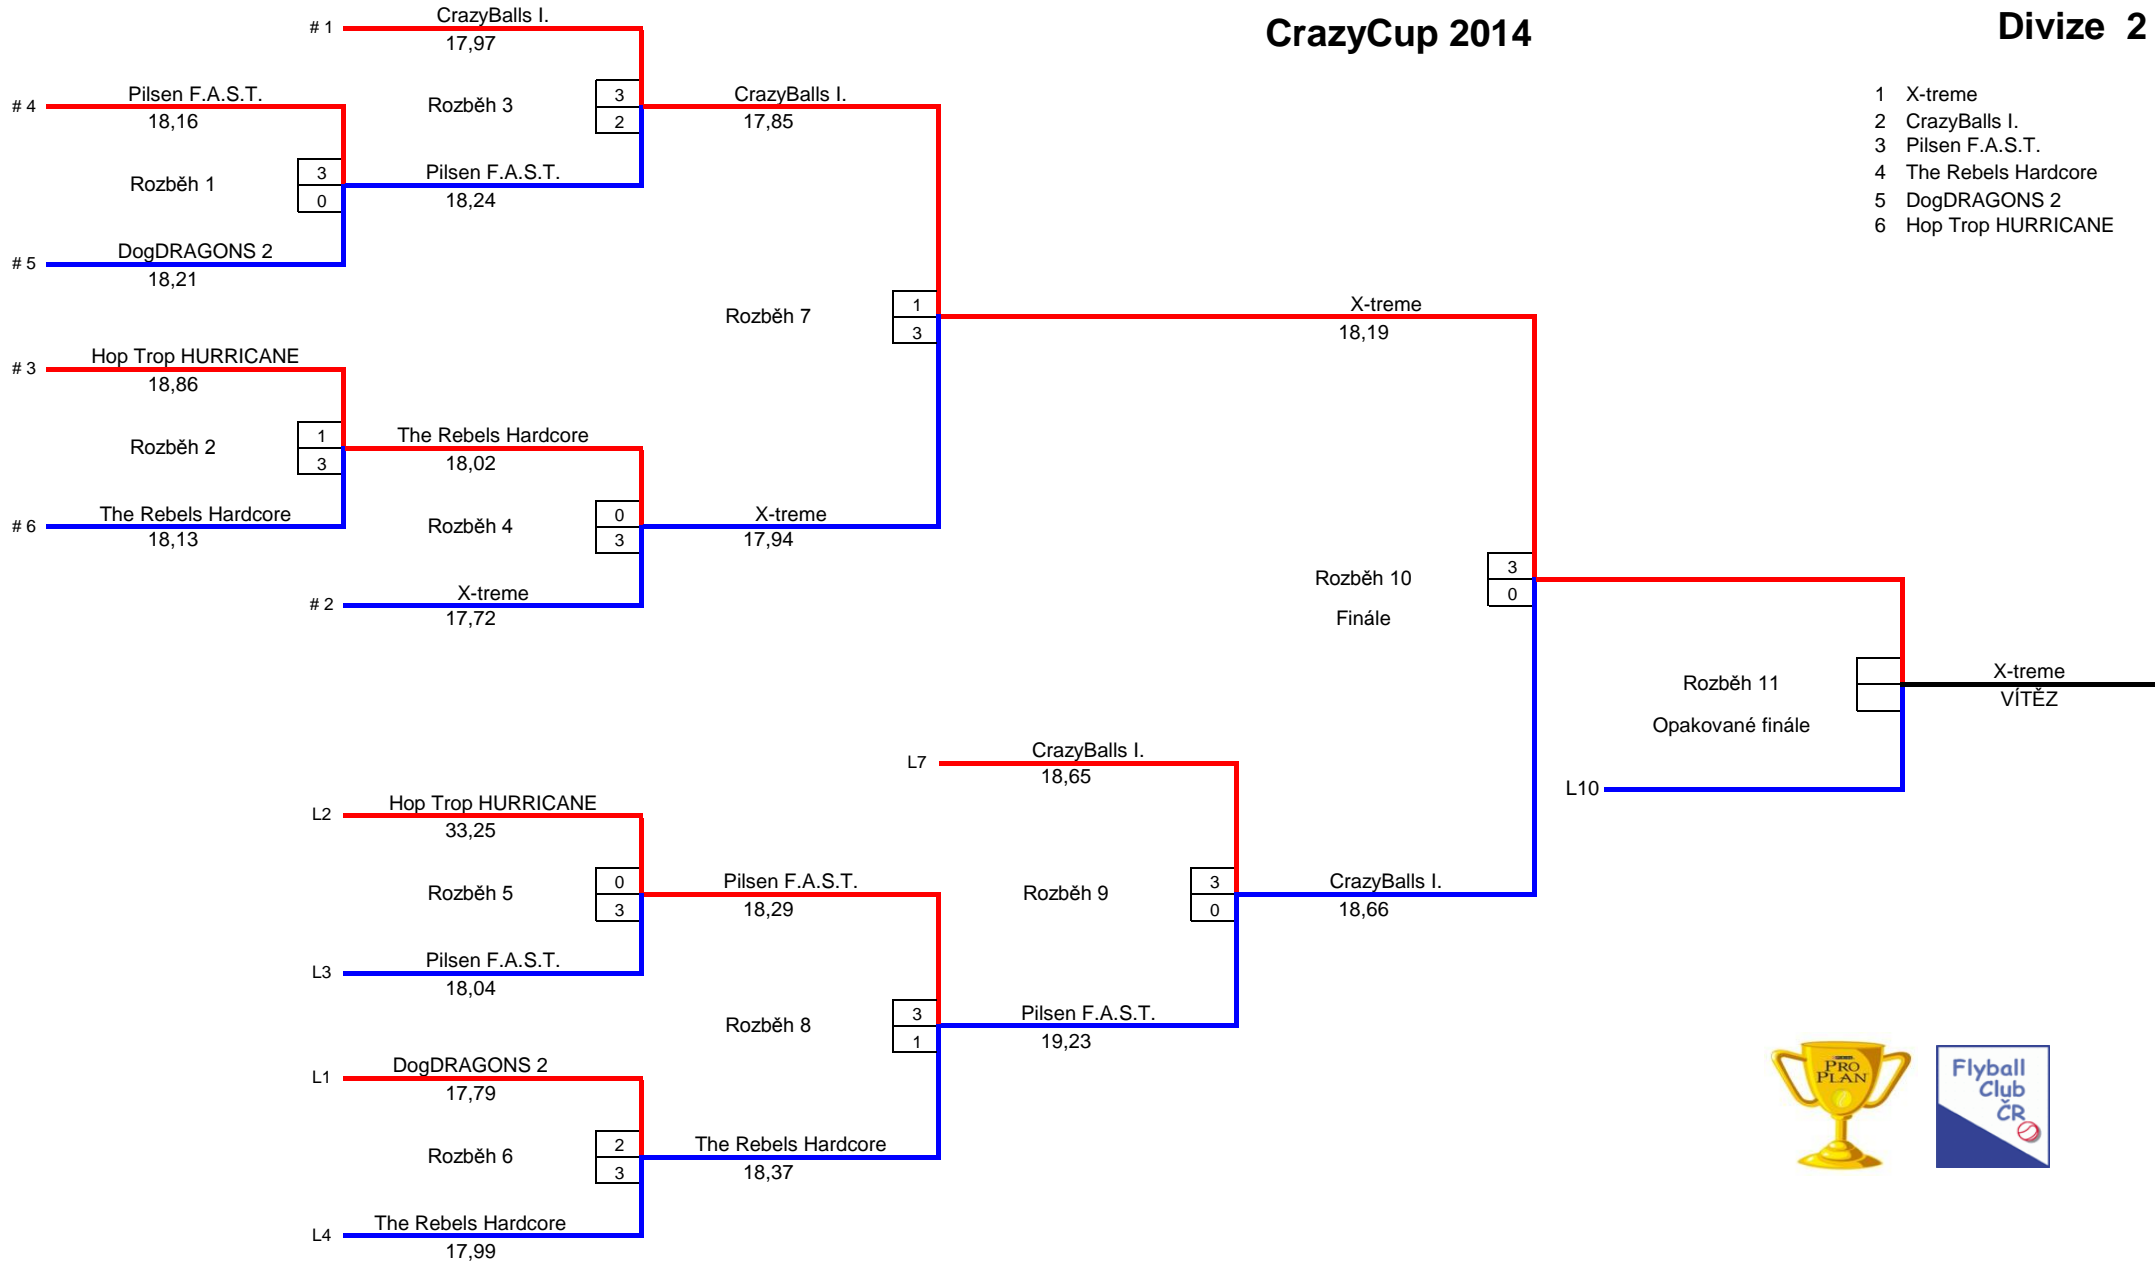 CrazyCup 2014
Divize 2
1 X-treme
2 CrazyBalls I.
3 Pilsen F.A.S.T.
4 The Rebels Hardcore
5 DogDRAGONS 2
6 Hop Trop HURRICANE
# 1
CrazyBalls I.
17,97
# 4
Pilsen F.A.S.T.
18,16
Rozběh 3
3
2
CrazyBalls I.
17,85
Rozběh 1
3
0
Pilsen F.A.S.T.
18,24
# 5
DogDRAGONS 2
18,21
Rozběh 7
1
3
X-treme
18,19
# 3
Hop Trop HURRICANE
18,86
Rozběh 2
1
3
The Rebels Hardcore
18,02
# 6
The Rebels Hardcore
18,13
Rozběh 4
0
3
X-treme
17,94
# 2
X-treme
17,72
Rozběh 10
Finále
3
0
Rozběh 11
Opakované finále
X-treme
VÍTĚZ
L10
L7
CrazyBalls I.
18,65
L2
Hop Trop HURRICANE
33,25
Rozběh 5
0
3
Pilsen F.A.S.T.
18,29
Rozběh 9
3
0
CrazyBalls I.
18,66
L3
Pilsen F.A.S.T.
18,04
Rozběh 8
3
1
Pilsen F.A.S.T.
19,23
L1
DogDRAGONS 2
17,79
Rozběh 6
2
3
The Rebels Hardcore
18,37
L4
The Rebels Hardcore
17,99
PRO
PLAN
Flyball
Club
ČR